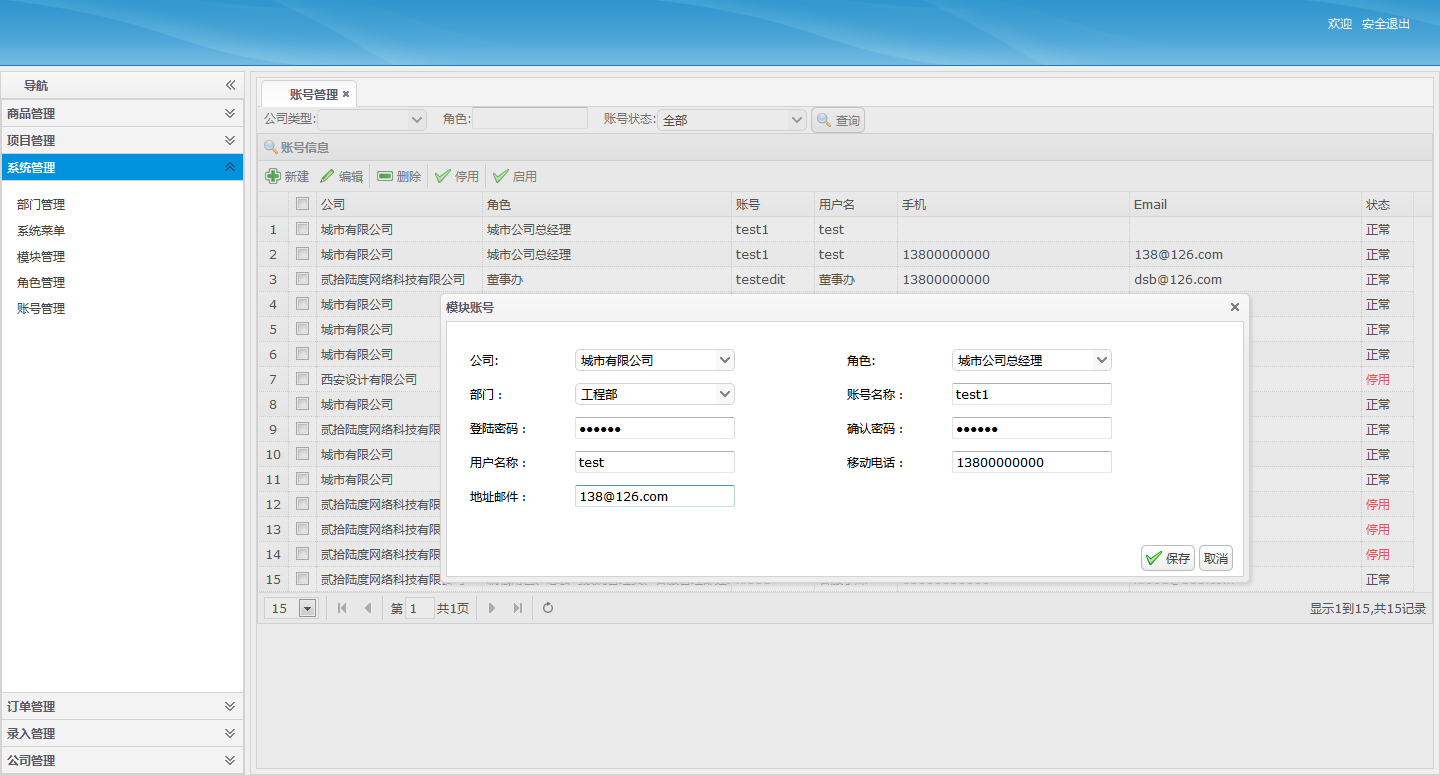 欢迎 安全退出
导航
商品管理
项目管理
系统管理
部门管理
系统菜单
模块管理
角色管理
账号管理
订单管理
录入管理
公司管理
账号管理
公司类型: 角色: 账号状态: 全部 查询
账号信息
新建 编辑 删除 停用 启用
公司 角色 账号 用户名 手机 Email 状态
1 城市有限公司 城市公司总经理 test1 test 正常
2 城市有限公司 城市公司总经理 test1 test 13800000000 138@126.com 正常
3 贰拾陆度网络科技有限公司 董事办 testedit 董事办 13800000000 dsb@126.com 正常
4 城市有限公司 正常
5 城市有限公司 正常
6 城市有限公司 正常
7 西安设计有限公司 停用
8 城市有限公司 正常
9 贰拾陆度网络科技有限 正常
10 城市有限公司 正常
11 城市有限公司 正常
12 贰拾陆度网络科技有限 停用
13 贰拾陆度网络科技有限 停用
14 贰拾陆度网络科技有限 停用
15 贰拾陆度网络科技有限 正常
模块账号
公司: 城市有限公司 角色: 城市公司总经理
部门： 工程部 账号名称： test1
登陆密码： ●●●●●● 确认密码： ●●●●●●
用户名称： test 移动电话： 13800000000
地址邮件： 138@126.com
保存 取消
15 第 1 共1页 显示1到15,共15记录